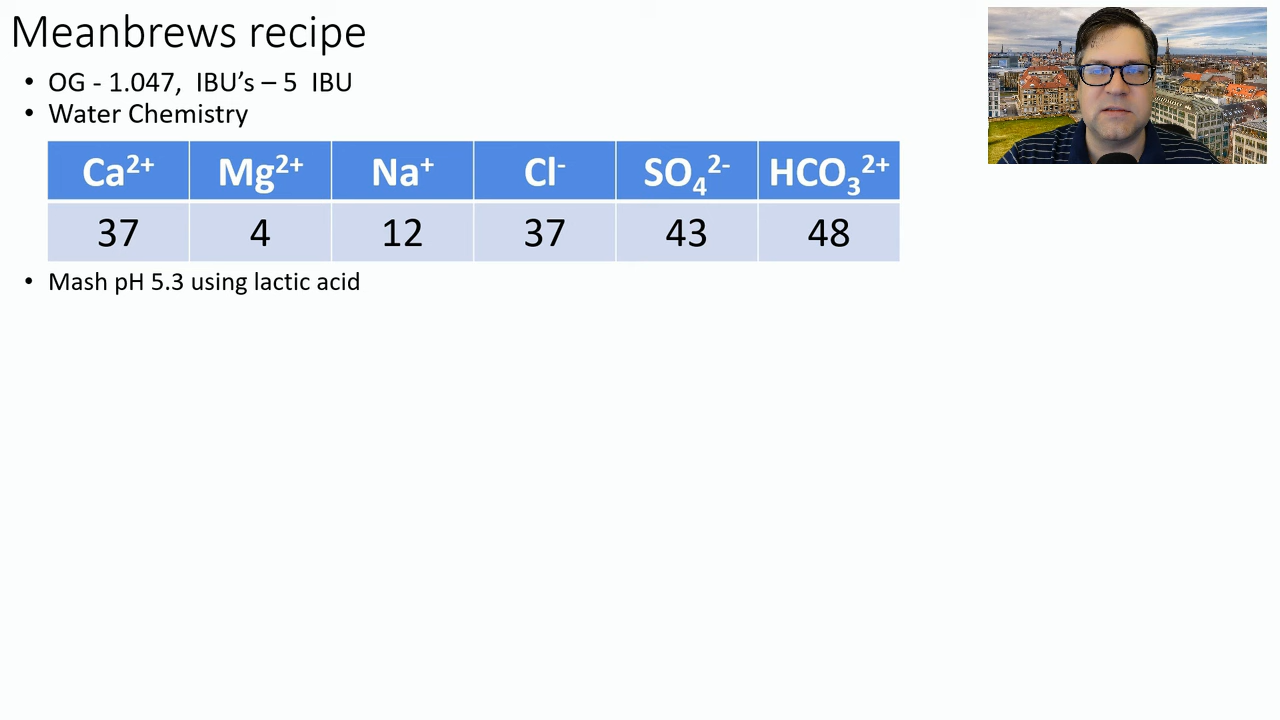 Meanbrews recipe
• OG - 1.047, IBU's – 5 IBU
• Water Chemistry
Ca²⁺ Mg²⁺ Na⁺ Cl⁻ SO₄²⁻ HCO₃²⁺
37 4 12 37 43 48
• Mash pH 5.3 using lactic acid